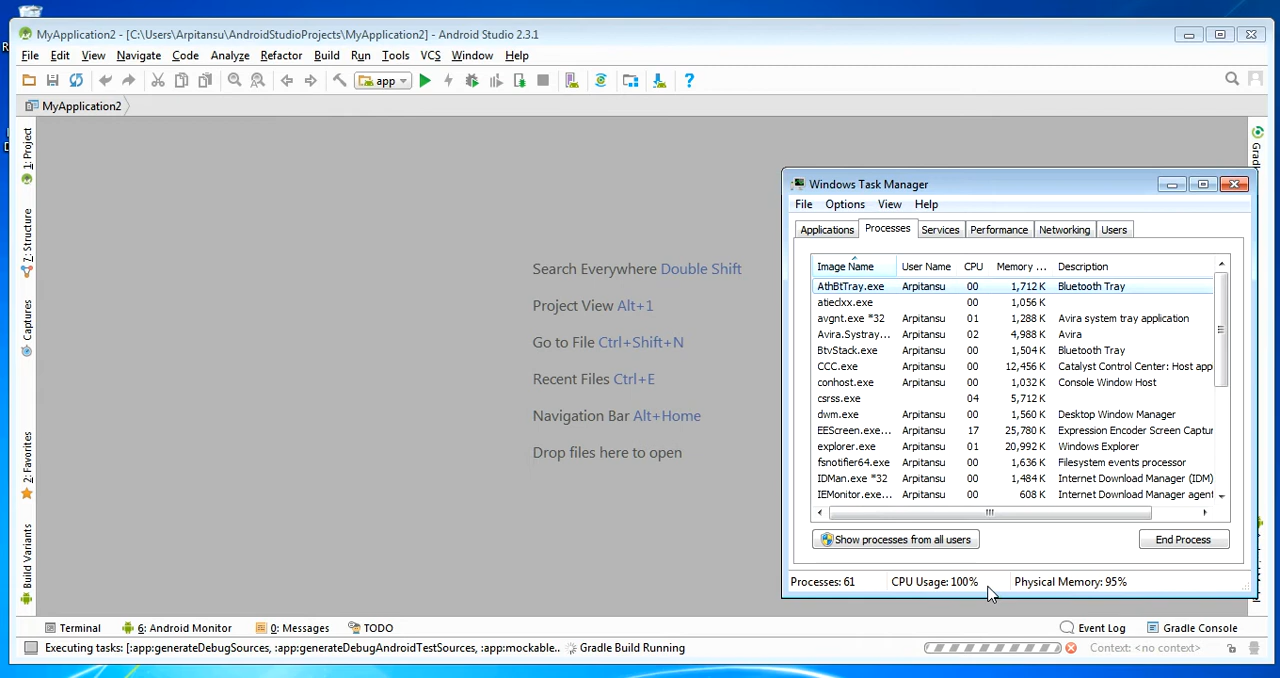 MyApplication2 - [C:\Users\Arpitansu\AndroidStudioProjects\MyApplication2] - Android Studio 2.3.1
File Edit View Navigate Code Analyze Refactor Build Run Tools VCS Window Help
app
MyApplication2
1: Project
7: Structure
Captures
2: Favorites
Build Variants
Search Everywhere Double Shift
Project View Alt+1
Go to File Ctrl+Shift+N
Recent Files Ctrl+E
Navigation Bar Alt+Home
Drop files here to open
Windows Task Manager
File Options View Help
Applications Processes Services Performance Networking Users
Image Name User Name CPU Memory ... Description
AthBtTray.exe Arpitansu 00 1,712 K Bluetooth Tray
atieclxx.exe 00 1,056 K
avgnt.exe *32 Arpitansu 01 1,288 K Avira system tray application
Avira.Systray... Arpitansu 02 4,988 K Avira
BtvStack.exe Arpitansu 00 1,504 K Bluetooth Tray
CCC.exe Arpitansu 00 12,456 K Catalyst Control Center: Host app
conhost.exe Arpitansu 00 1,032 K Console Window Host
csrss.exe 04 5,712 K
dwm.exe Arpitansu 00 1,560 K Desktop Window Manager
EEScreen.exe... Arpitansu 17 25,780 K Expression Encoder Screen Captur
explorer.exe Arpitansu 01 20,992 K Windows Explorer
fsnotifier64.exe Arpitansu 00 1,636 K Filesystem events processor
IDMan.exe *32 Arpitansu 00 1,484 K Internet Download Manager (IDM)
IEMonitor.exe... Arpitansu 00 608 K Internet Download Manager agent
Show processes from all users End Process
Processes: 61 CPU Usage: 100% Physical Memory: 95%
Terminal 6: Android Monitor 0: Messages TODO Event Log Gradle Console
Executing tasks: [:app:generateDebugSources, :app:generateDebugAndroidTestSources, :app:mockable.. Gradle Build Running Context: <no context>